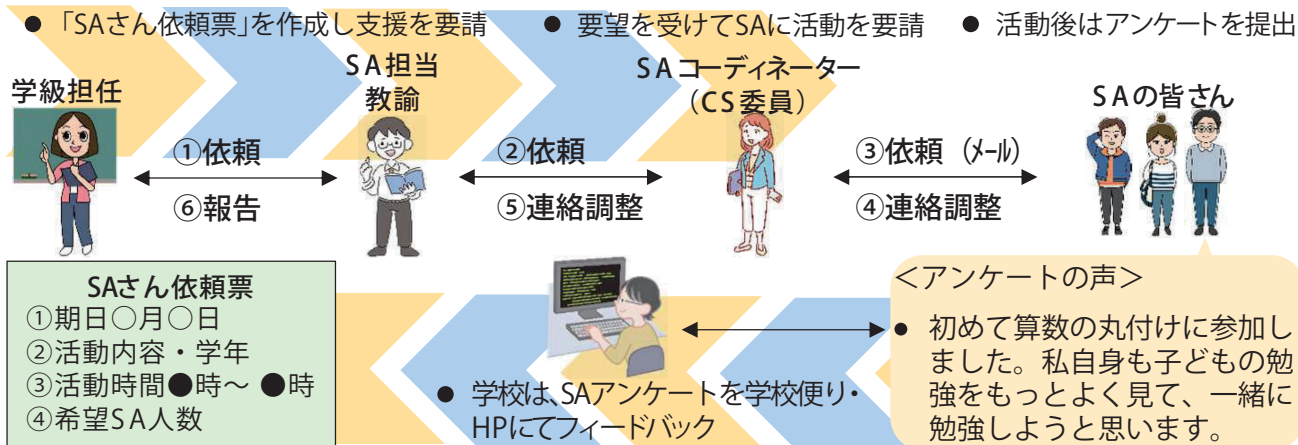 ● 「SAさん依頼票」を作成し支援を要請
● 要望を受けてSAに活動を要請
● 活動後はアンケートを提出
学級担任
SA担当
教諭
SAコーディネーター
（CS委員）
SAの皆さん
①依頼
⑥報告
②依頼
⑤連絡調整
③依頼（メール）
④連絡調整
SAさん依頼票
①期日○月○日
②活動内容・学年
③活動時間●時～ ●時
④希望SA人数
● 学校は、SAアンケートを学校便り・
HPにてフィードバック
＜アンケートの声＞
● 初めて算数の丸付けに参加し
ました。私自身も子どもの勉
強をもっとよく見て、一緒に
勉強しようと思います。